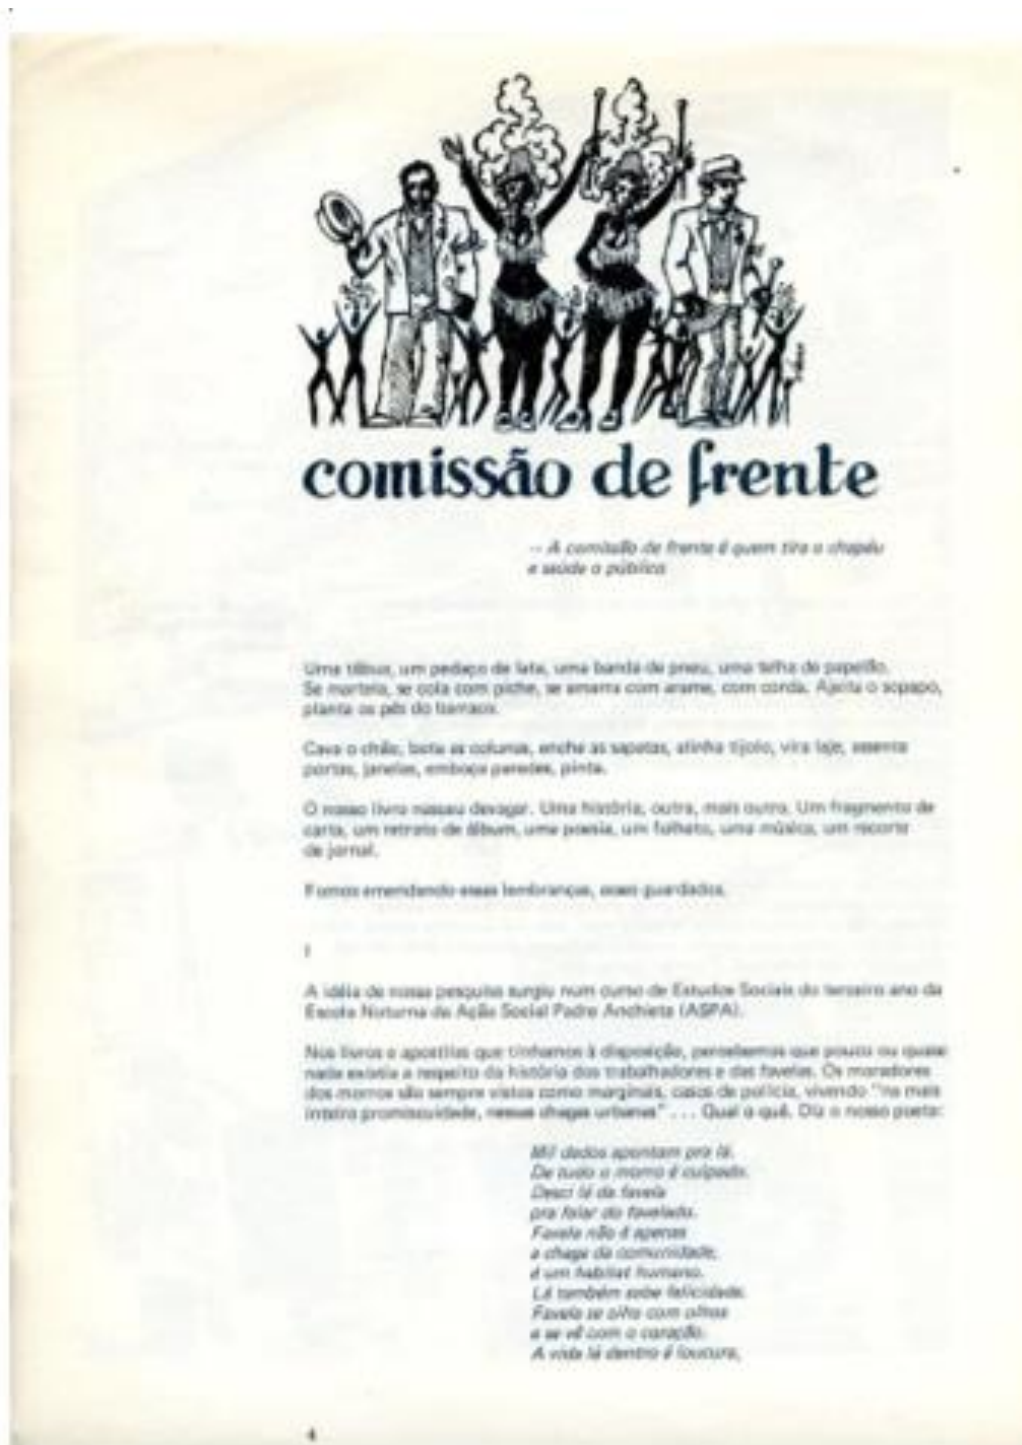 comissão de frente
— A comissão de frente é quem tira o chapéu
e saúda o público
Uma tábua, um pedaço de lata, uma banda de pneu, uma telha de papelão.
Se martela, se cola com piche, se amarra com arame, com corda. Ajeita o sopapo,
planta os pés do barraco.
Cava o chão, bota as colunas, enche as sapatas, alinha tijolo, vira laje, assenta
portas, janelas, emboça paredes, pinta.
O nosso livro nasceu devagar. Uma história, outra, mais outra. Um fragmento de
carta, um retrato de álbum, uma poesia, um folheto, uma música, um recorte
de jornal.
Fomos emendando essas lembranças, esses guardados.
I
A idéia de nossa pesquisa surgiu num curso de Estudos Sociais do terceiro ano da
Escola Noturna da Ação Social Padre Anchieta (ASPA).
Nos livros e apostilas que tínhamos à disposição, percebemos que pouco ou quase
nada existia a respeito da história dos trabalhadores e das favelas. Os moradores
dos morros são sempre vistos como marginais, casos de polícia, vivendo "na mais
inteira promiscuidade, nessas chagas urbanas" . . . Qual o quê. Diz o nosso poeta:
Mil dedos apontam pra lá.
De tudo o morro é culpado.
Desci lá da favela
pra falar do favelado.
Favela não é apenas
a chaga da comunidade,
é um habitat humano.
Lá também sobe felicidade.
Favela se olha com olhos
e se vê com o coração.
A vida lá dentro é loucura,
4